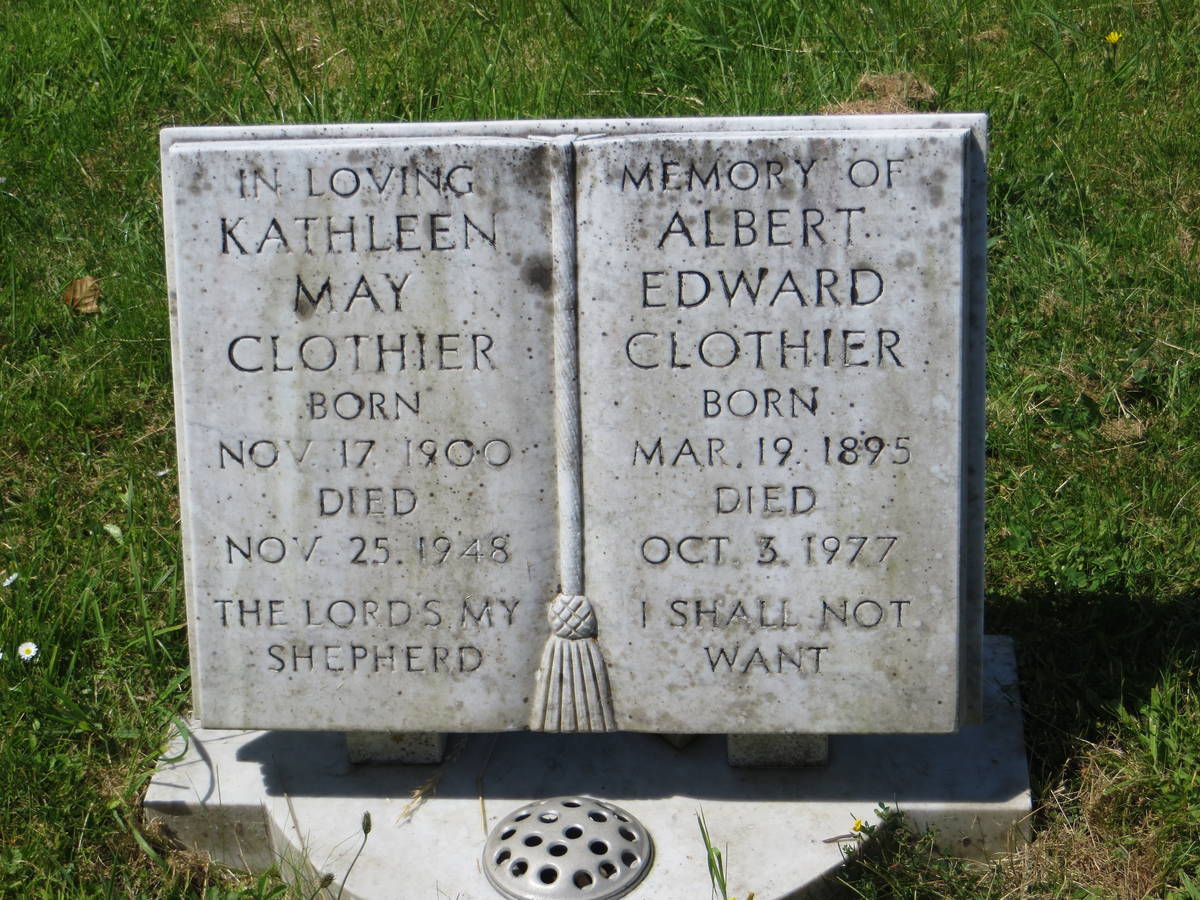 IN LOVING
KATHLEEN
MAY
CLOTHIER
BORN
NOV. 17 1900
DIED
NOV. 25. 1948
THE LORD'S MY
SHEPHERD
MEMORY OF
ALBERT
EDWARD
CLOTHIER
BORN
MAR. 19. 1895
DIED
OCT. 3. 1977
I SHALL NOT
WANT